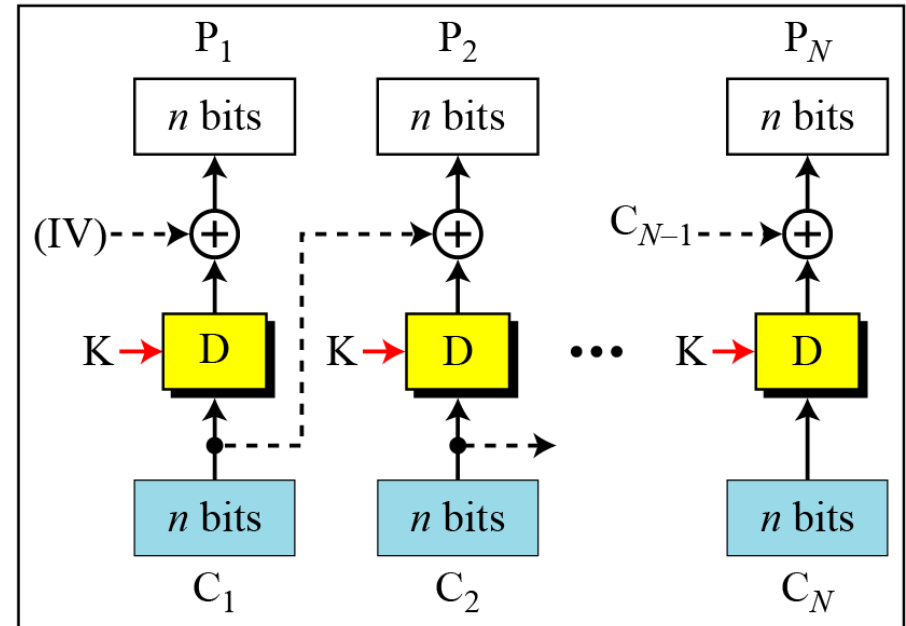 P1 P2 PN
n bits n bits n bits
(IV) + + CN–1 +
K D K D ••• K D
n bits n bits n bits
C1 C2 CN